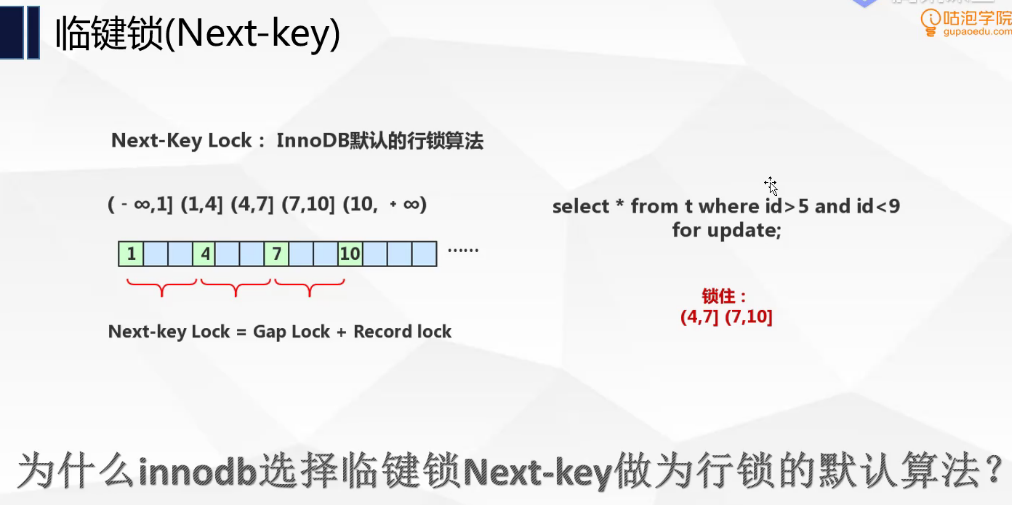 临键锁(Next-key)
咕泡学院
gupaoedu.com
Next-Key Lock： InnoDB默认的行锁算法
(－∞,1] (1,4] (4,7] (7,10] (10, ＋∞)
1 4 7 10 ……
Next-key Lock = Gap Lock + Record lock
select * from t where id>5 and id<9
for update;
锁住：
(4,7] (7,10]
为什么innodb选择临键锁Next-key做为行锁的默认算法？